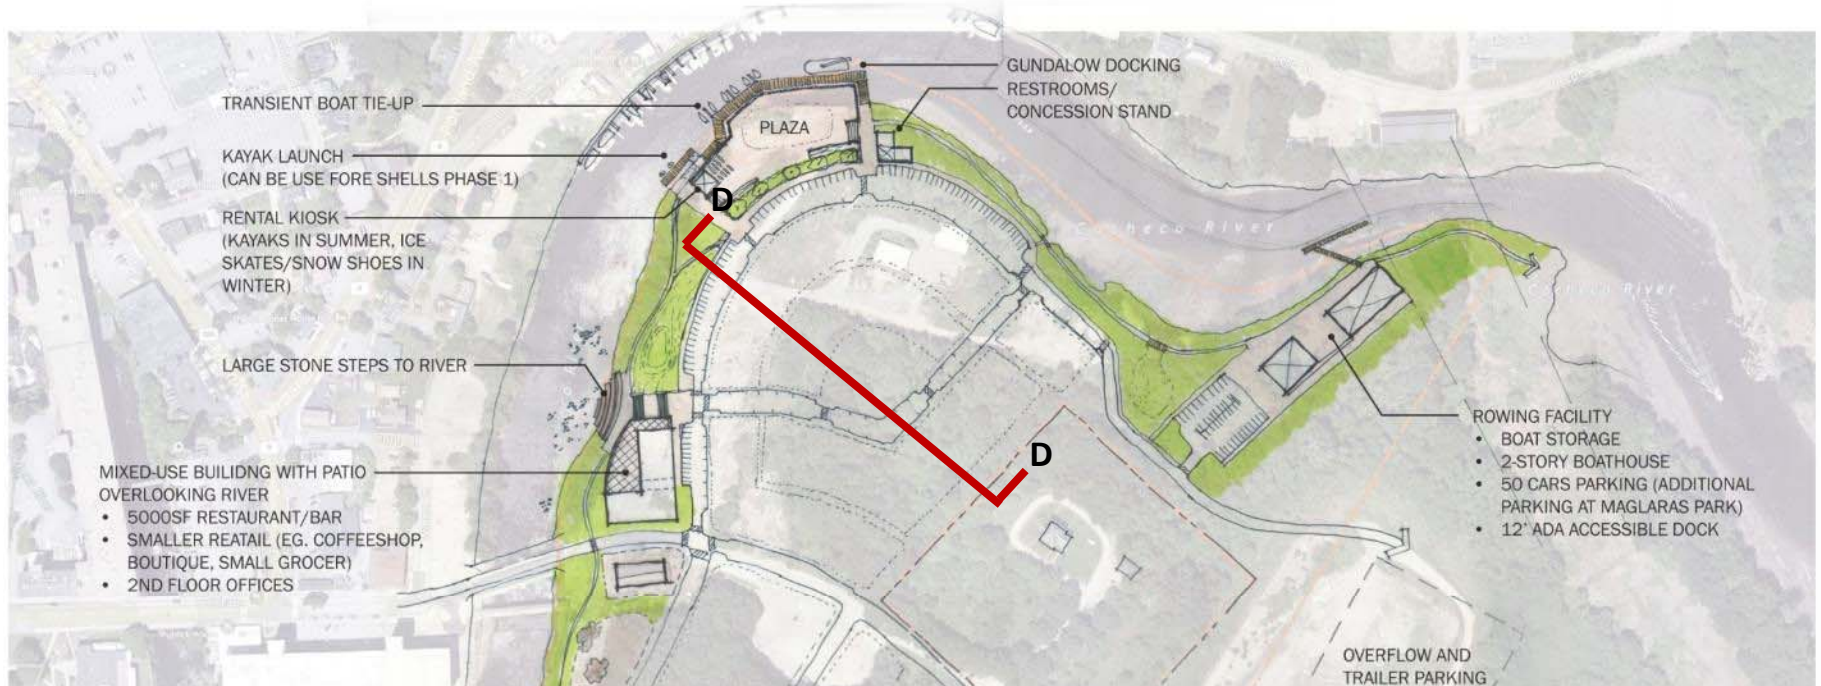 TRANSIENT BOAT TIE-UP
KAYAK LAUNCH
(CAN BE USE FORE SHELLS PHASE 1)
RENTAL KIOSK
(KAYAKS IN SUMMER, ICE
SKATES/SNOW SHOES IN
WINTER)
LARGE STONE STEPS TO RIVER
MIXED-USE BUILIDNG WITH PATIO
OVERLOOKING RIVER
• 5000SF RESTAURANT/BAR
• SMALLER REATAIL (EG. COFFEESHOP,
BOUTIQUE, SMALL GROCER)
• 2ND FLOOR OFFICES
PLAZA
D
D
GUNDALOW DOCKING
RESTROOMS/
CONCESSION STAND
Cocheco River
Cocheco River
ROWING FACILITY
• BOAT STORAGE
• 2-STORY BOATHOUSE
• 50 CARS PARKING (ADDITIONAL
PARKING AT MAGLARAS PARK)
• 12' ADA ACCESSIBLE DOCK
OVERFLOW AND
TRAILER PARKING